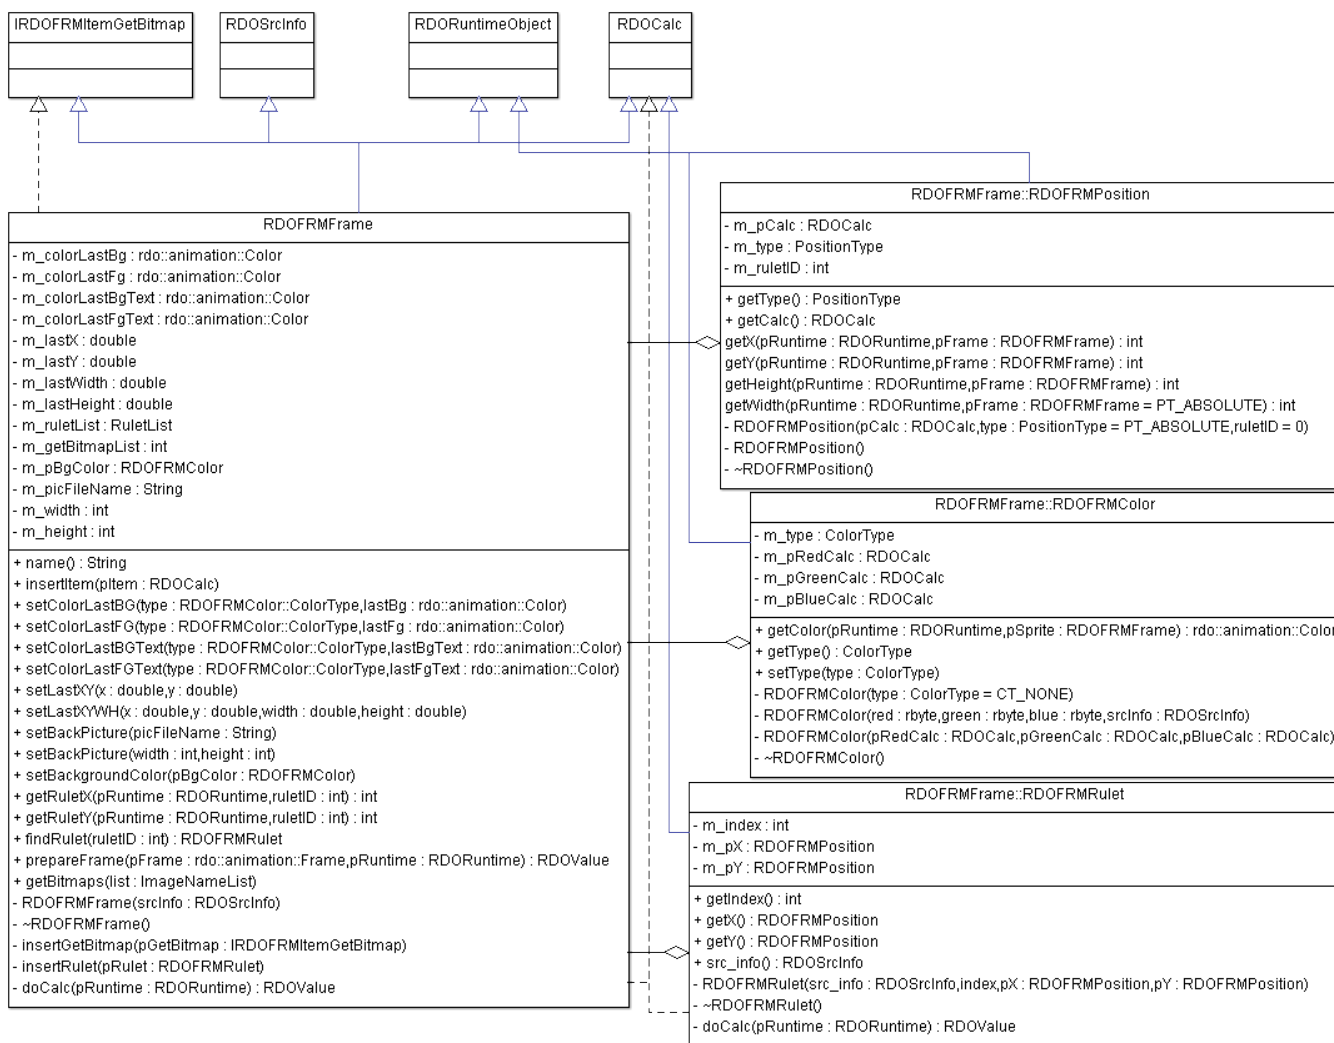 IRDOFRMItemGetBitmap
RDOSrcInfo
RDORuntimeObject
RDOCalc
RDOFRMFrame
- m_colorLastBg : rdo::animation::Color
- m_colorLastFg : rdo::animation::Color
- m_colorLastBgText : rdo::animation::Color
- m_colorLastFgText : rdo::animation::Color
- m_lastX : double
- m_lastY : double
- m_lastWidth : double
- m_lastHeight : double
- m_ruletList : RuletList
- m_getBitmapList : int
- m_pBgColor : RDOFRMColor
- m_picFileName : String
- m_width : int
- m_height : int
+ name() : String
+ insertItem(pItem : RDOCalc)
+ setColorLastBG(type : RDOFRMColor::ColorType,lastBg : rdo::animation::Color)
+ setColorLastFG(type : RDOFRMColor::ColorType,lastFg : rdo::animation::Color)
+ setColorLastBGText(type : RDOFRMColor::ColorType,lastBgText : rdo::animation::Color)
+ setColorLastFGText(type : RDOFRMColor::ColorType,lastFgText : rdo::animation::Color)
+ setLastXY(x : double,y : double)
+ setLastXYWH(x : double,y : double,width : double,height : double)
+ setBackPicture(picFileName : String)
+ setBackPicture(width : int,height : int)
+ setBackgroundColor(pBgColor : RDOFRMColor)
+ getRuletX(pRuntime : RDORuntime,ruletID : int) : int
+ getRuletY(pRuntime : RDORuntime,ruletID : int) : int
+ findRulet(ruletID : int) : RDOFRMRulet
+ prepareFrame(pFrame : rdo::animation::Frame,pRuntime : RDORuntime) : RDOValue
+ getBitmaps(list : ImageNameList)
- RDOFRMFrame(srcInfo : RDOSrcInfo)
- ~RDOFRMFrame()
- insertGetBitmap(pGetBitmap : IRDOFRMItemGetBitmap)
- insertRulet(pRulet : RDOFRMRulet)
- doCalc(pRuntime : RDORuntime) : RDOValue
RDOFRMFrame::RDOFRMPosition
- m_pCalc : RDOCalc
- m_type : PositionType
- m_ruletID : int
+ getType() : PositionType
+ getCalc() : RDOCalc
getX(pRuntime : RDORuntime,pFrame : RDOFRMFrame) : int
getY(pRuntime : RDORuntime,pFrame : RDOFRMFrame) : int
getHeight(pRuntime : RDORuntime,pFrame : RDOFRMFrame) : int
getWidth(pRuntime : RDORuntime,pFrame : RDOFRMFrame = PT_ABSOLUTE) : int
- RDOFRMPosition(pCalc : RDOCalc,type : PositionType = PT_ABSOLUTE,ruletID = 0)
- RDOFRMPosition()
- ~RDOFRMPosition()
RDOFRMFrame::RDOFRMColor
- m_type : ColorType
- m_pRedCalc : RDOCalc
- m_pGreenCalc : RDOCalc
- m_pBlueCalc : RDOCalc
+ getColor(pRuntime : RDORuntime,pSprite : RDOFRMFrame) : rdo::animation::Color
+ getType() : ColorType
+ setType(type : ColorType)
- RDOFRMColor(type : ColorType = CT_NONE)
- RDOFRMColor(red : rbyte,green : rbyte,blue : rbyte,srcInfo : RDOSrcInfo)
- RDOFRMColor(pRedCalc : RDOCalc,pGreenCalc : RDOCalc,pBlueCalc : RDOCalc)
- ~RDOFRMColor()
RDOFRMFrame::RDOFRMRulet
- m_index : int
- m_pX : RDOFRMPosition
- m_pY : RDOFRMPosition
+ getIndex() : int
+ getX() : RDOFRMPosition
+ getY() : RDOFRMPosition
+ src_info() : RDOSrcInfo
- RDOFRMRulet(src_info : RDOSrcInfo,index,pX : RDOFRMPosition,pY : RDOFRMPosition)
- ~RDOFRMRulet()
- doCalc(pRuntime : RDORuntime) : RDOValue